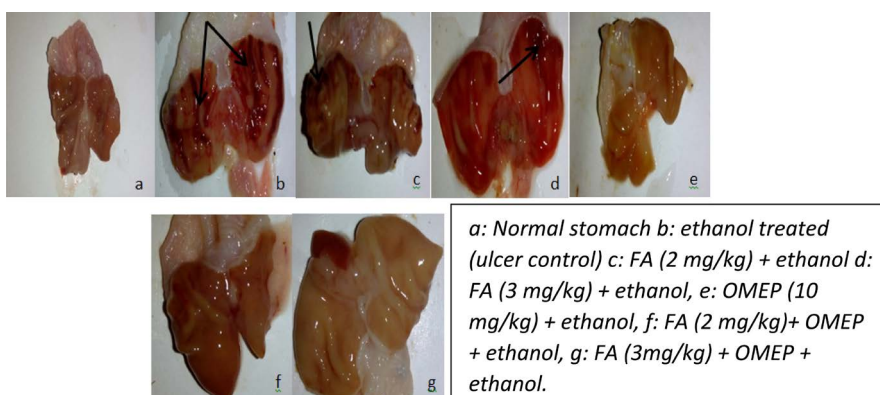 a
b
c
d
e
f
g
a: Normal stomach b: ethanol treated
(ulcer control) c: FA (2 mg/kg) + ethanol d:
FA (3 mg/kg) + ethanol, e: OMEP (10
mg/kg) + ethanol, f: FA (2 mg/kg)+ OMEP
+ ethanol, g: FA (3mg/kg) + OMEP +
ethanol.